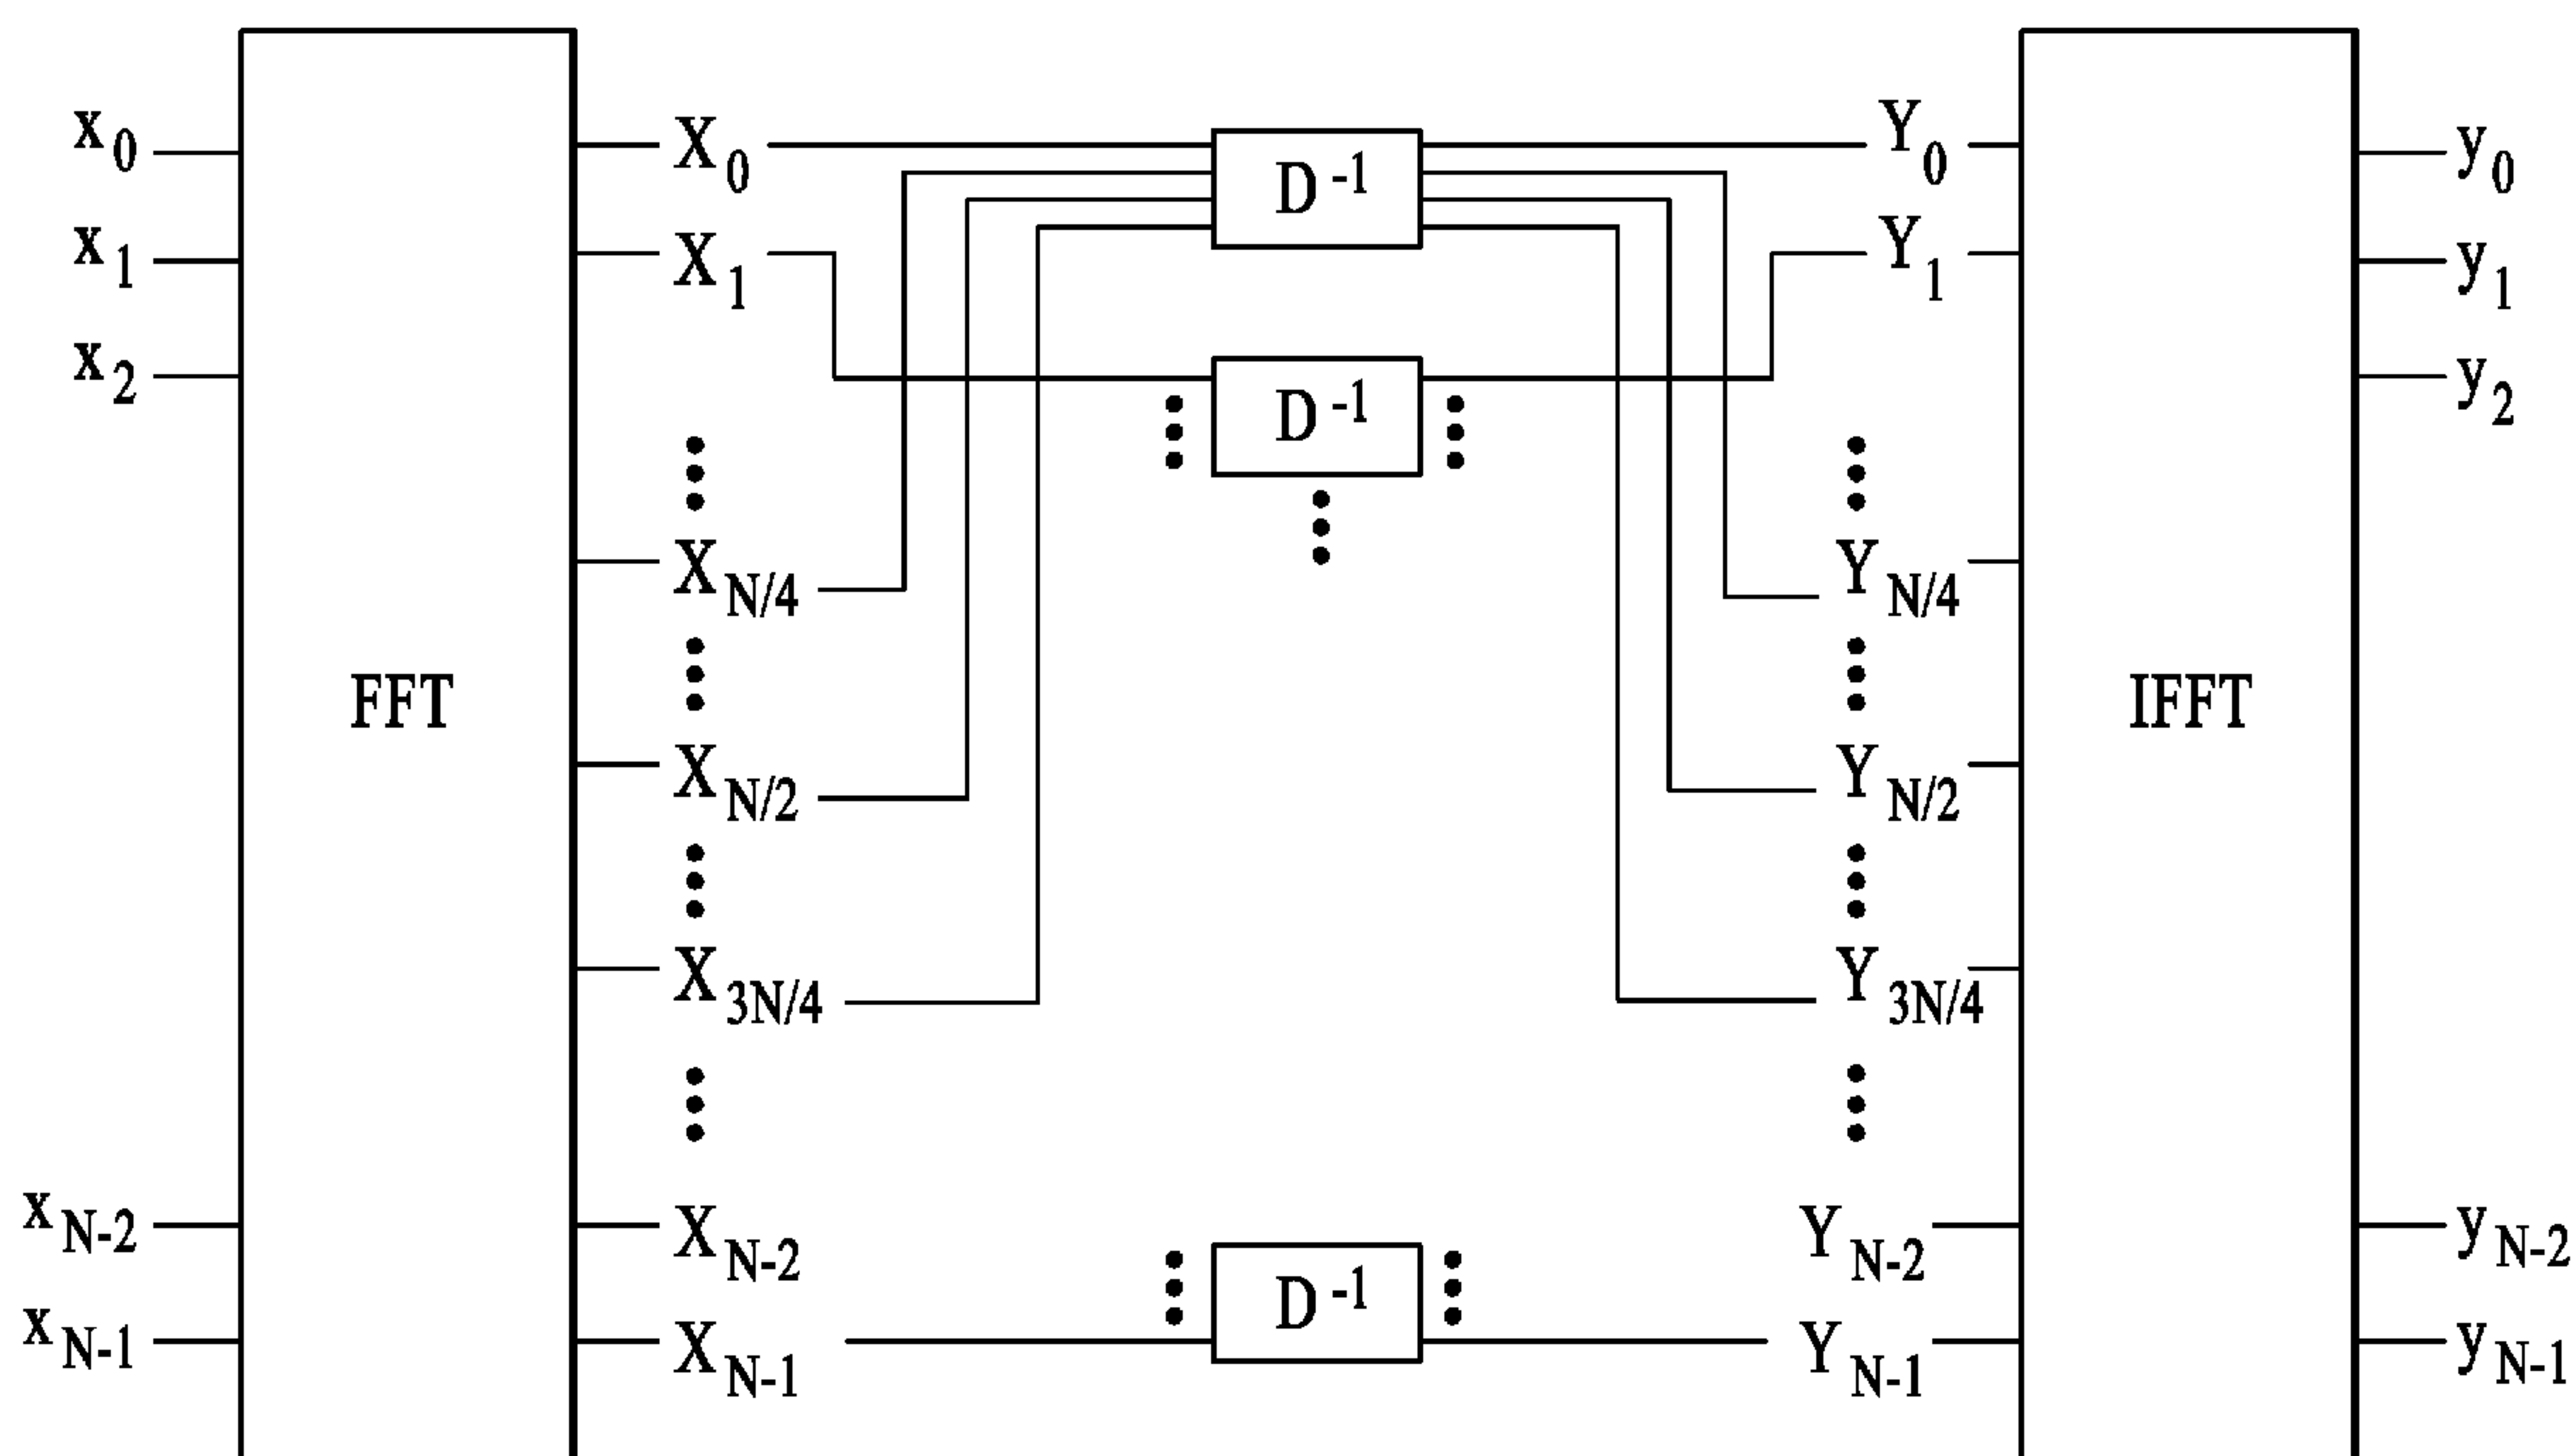 x0
x1
x2
xN-2
xN-1
FFT
X0
X1
XN/4
XN/2
X3N/4
XN-2
XN-1
D-1
D-1
D-1
Y0
Y1
YN/4
YN/2
Y3N/4
YN-2
YN-1
IFFT
y0
y1
y2
yN-2
yN-1